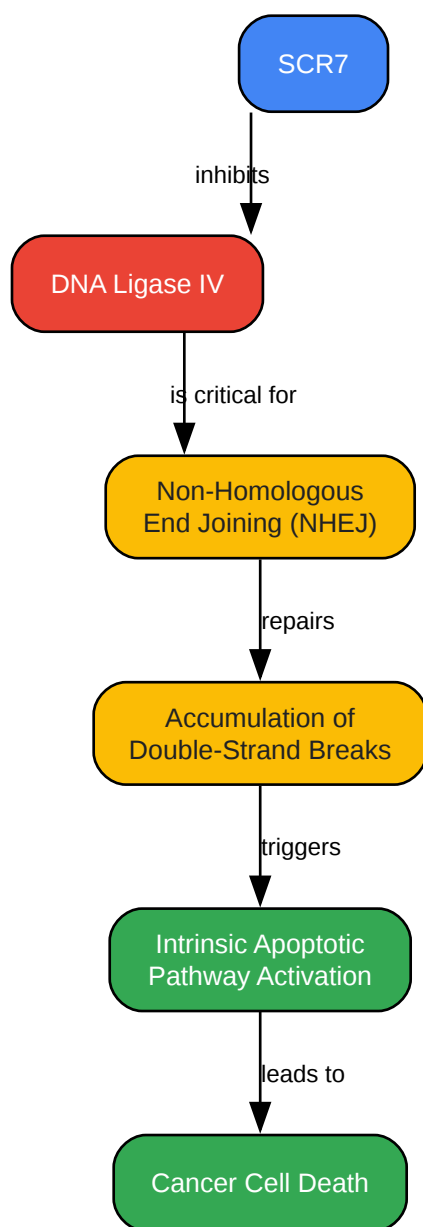 SCR7
inhibits
DNA Ligase IV
is critical for
Non-Homologous
End Joining (NHEJ)
repairs
Accumulation of
Double-Strand Breaks
triggers
Intrinsic Apoptotic
Pathway Activation
leads to
Cancer Cell Death